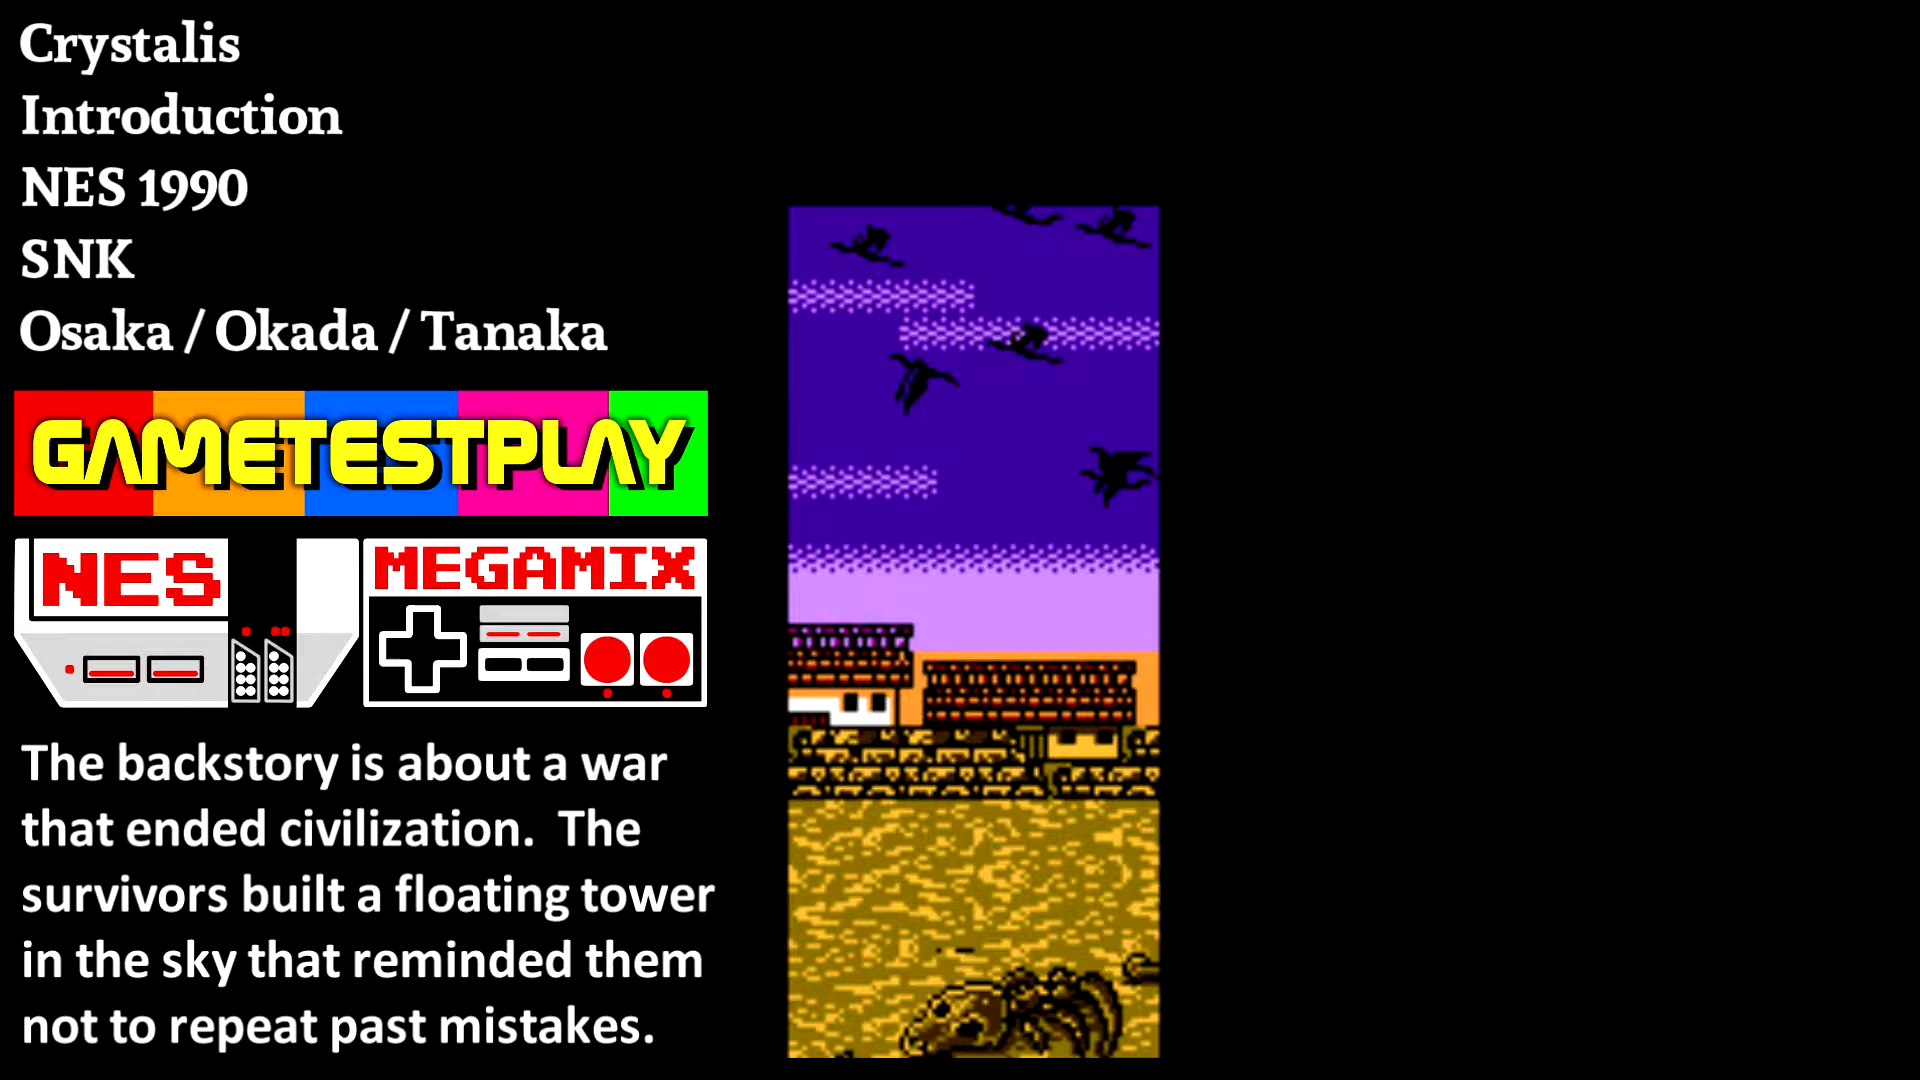 Crystalis
Introduction
NES 1990
SNK
Osaka / Okada / Tanaka
GAMETESTPLAY
NES
MEGAMIX
The backstory is about a war
that ended civilization.  The
survivors built a floating tower
in the sky that reminded them
not to repeat past mistakes.